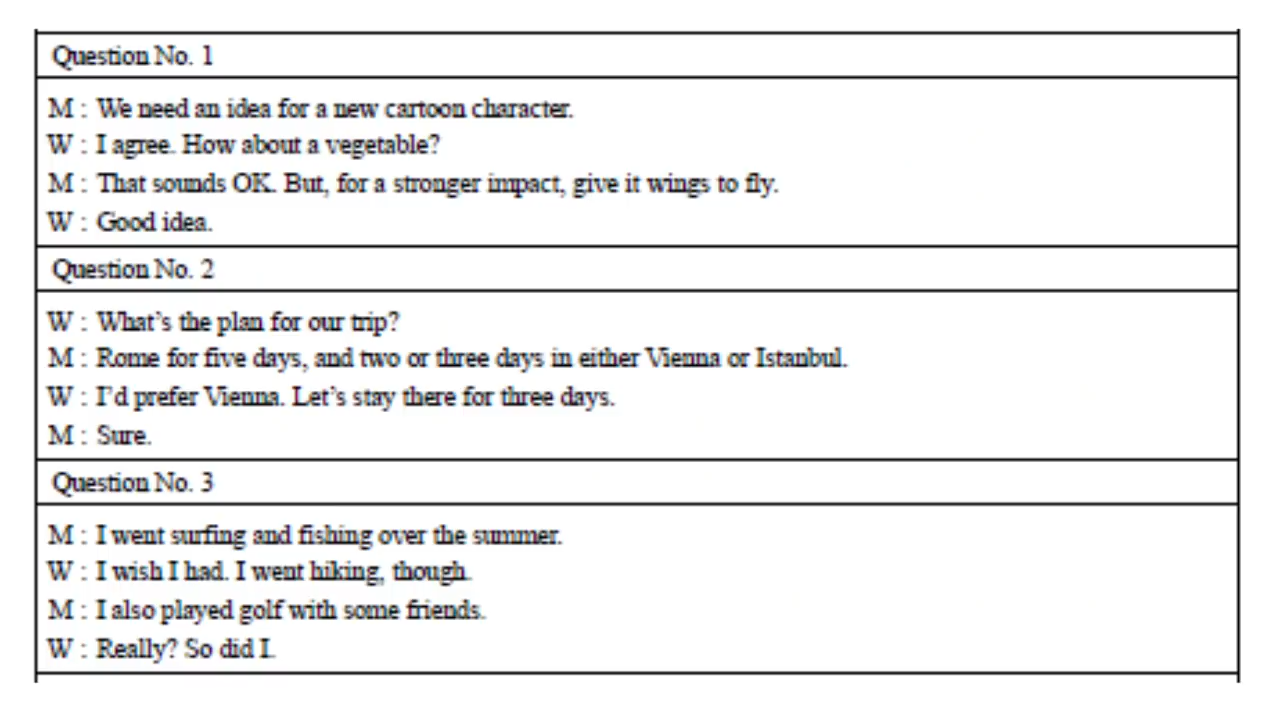 Question No. 1
M : We need an idea for a new cartoon character.
W : I agree. How about a vegetable?
M : That sounds OK. But, for a stronger impact, give it wings to fly.
W : Good idea.
Question No. 2
W : What's the plan for our trip?
M : Rome for five days, and two or three days in either Vienna or Istanbul.
W : I'd prefer Vienna. Let's stay there for three days.
M : Sure.
Question No. 3
M : I went surfing and fishing over the summer.
W : I wish I had. I went hiking, though.
M : I also played golf with some friends.
W : Really? So did I.